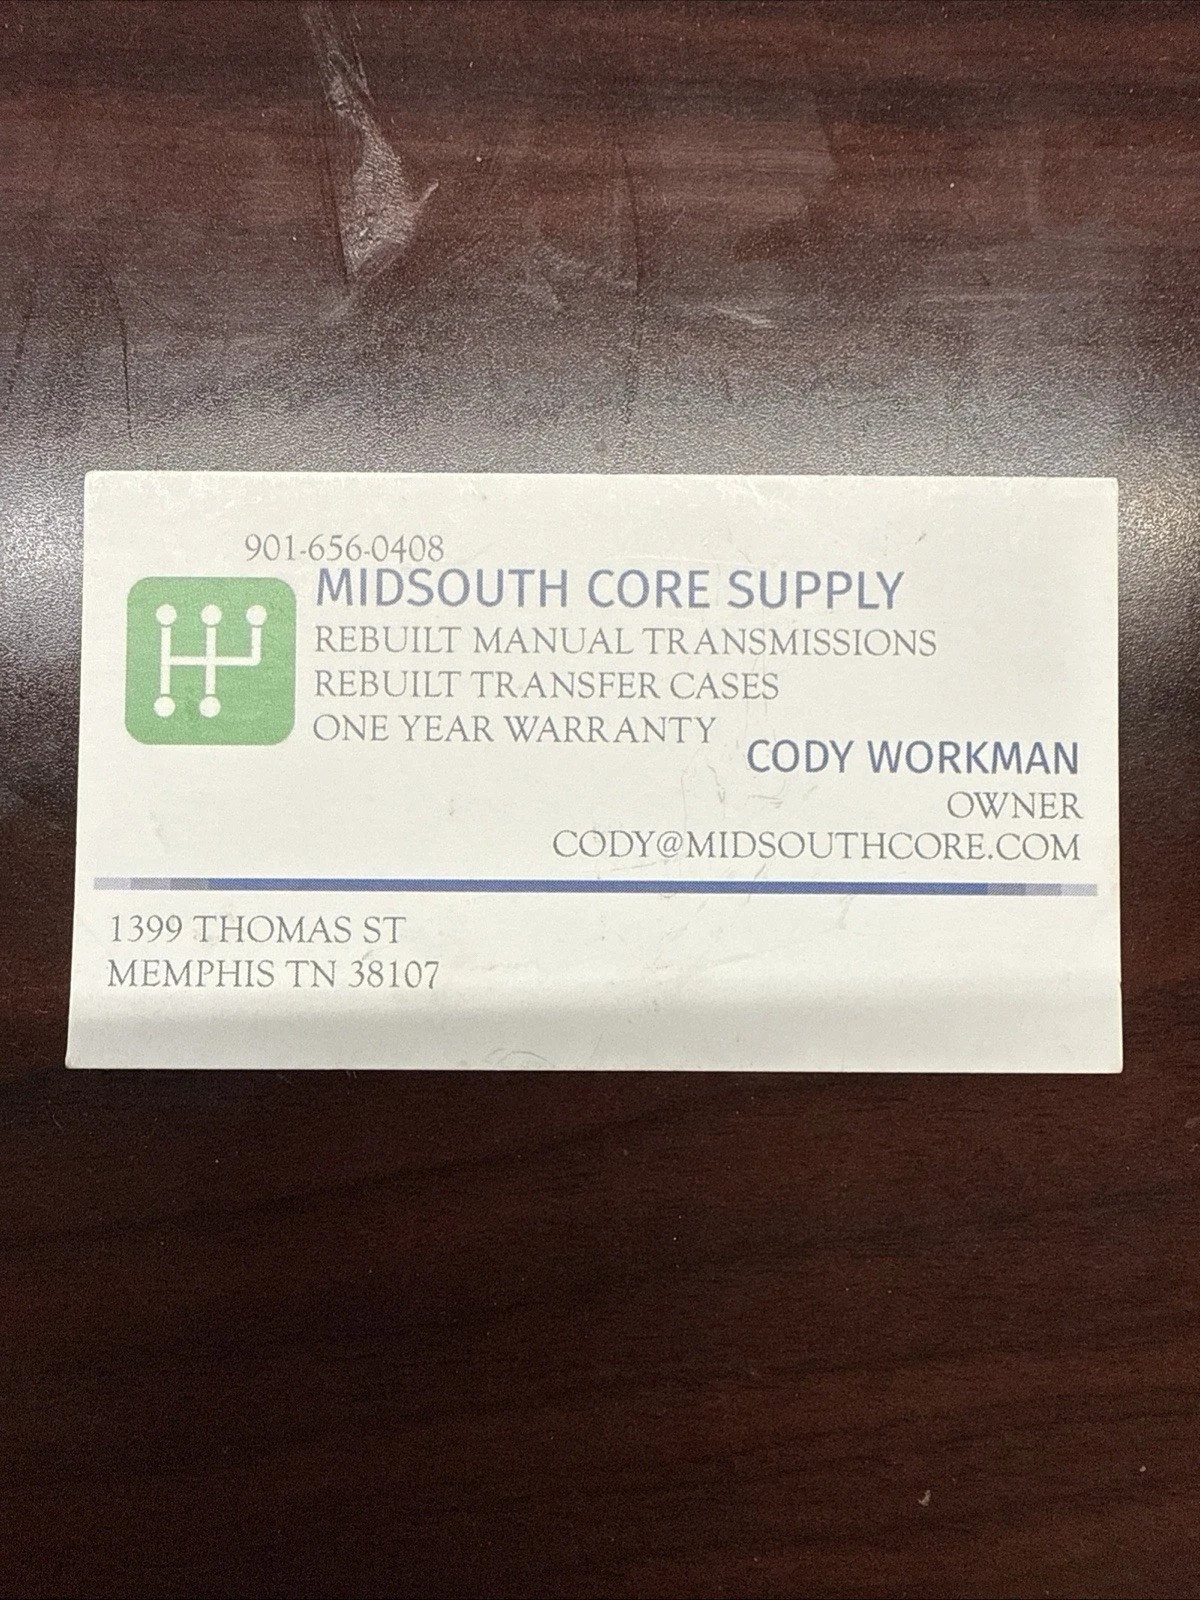 901-656-0408
MIDSOUTH CORE SUPPLY
REBUILT MANUAL TRANSMISSIONS
REBUILT TRANSFER CASES
ONE YEAR WARRANTY
CODY WORKMAN
OWNER
CODY@MIDSOUTHCORE.COM
1399 THOMAS ST
MEMPHIS TN 38107